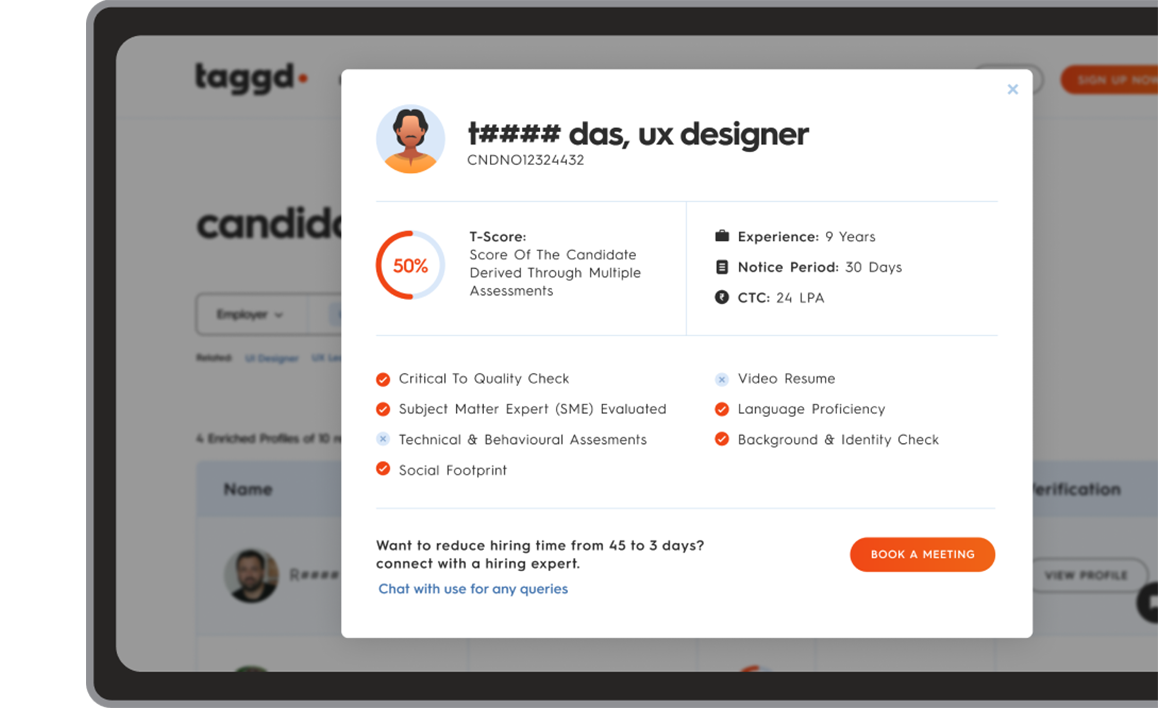 taggd
SIGN UP NOW
t#### das, ux designer
CNDNO12324432
50%
T-Score:
Score Of The Candidate
Derived Through Multiple
Assessments
Experience: 9 Years
Notice Period: 30 Days
CTC: 24 LPA
Critical To Quality Check
Subject Matter Expert (SME) Evaluated
Technical & Behavioural Assesments
Social Footprint
Video Resume
Language Proficiency
Background & Identity Check
Want to reduce hiring time from 45 to 3 days?
connect with a hiring expert.
Chat with use for any queries
BOOK A MEETING
Employer
Related: UI Designer UX
4 Enriched Profiles of 10
Name
R####
VIEW PROFILE